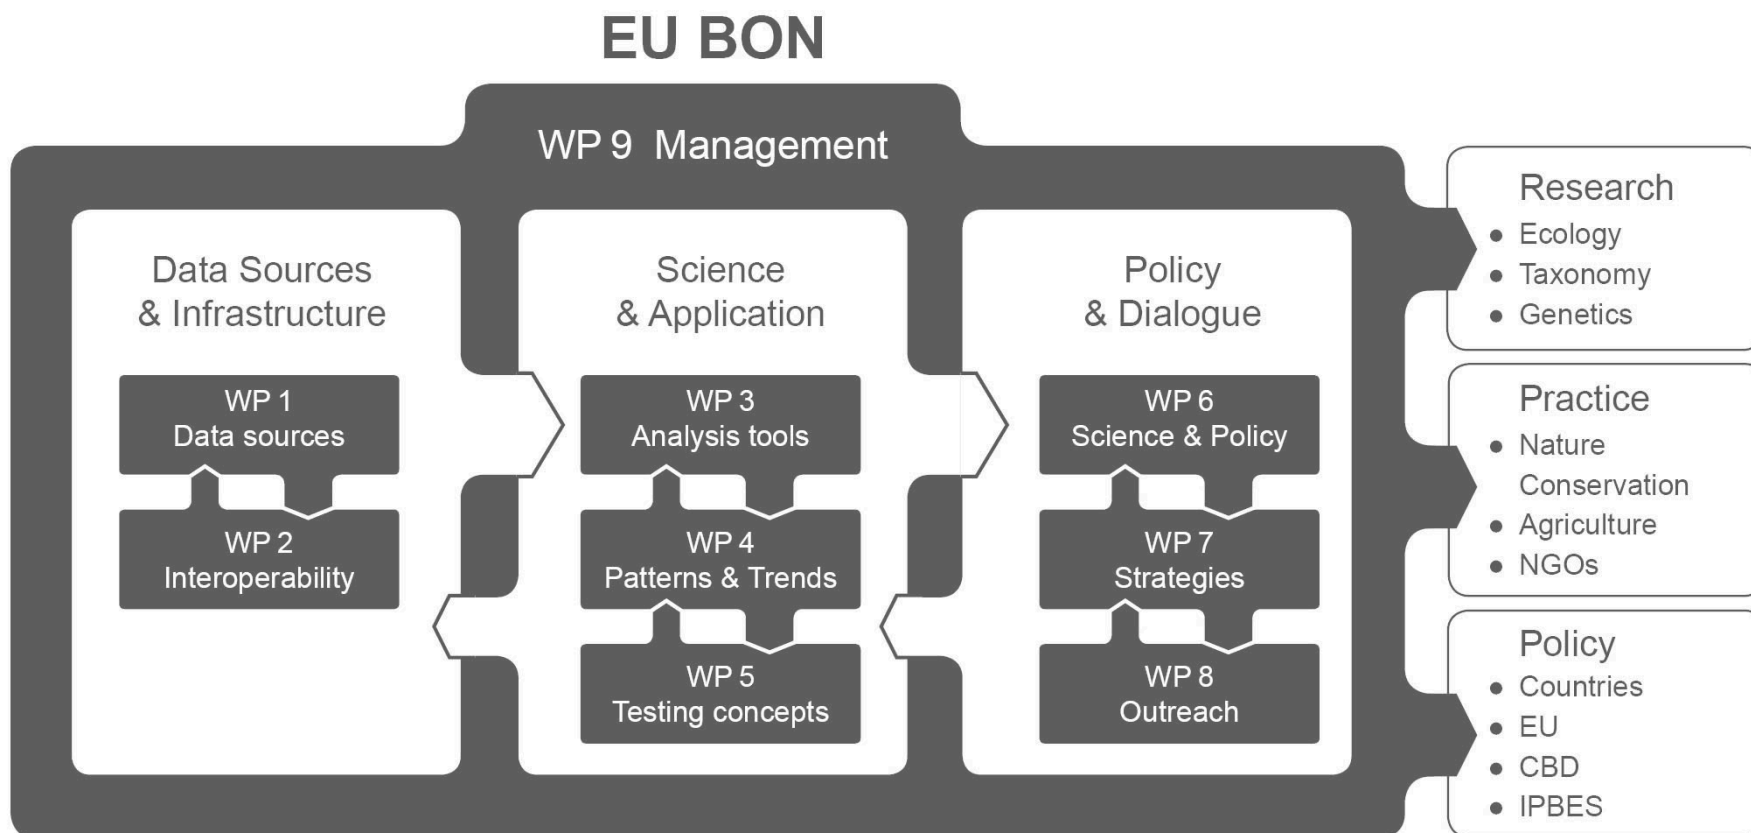 EU BON
WP 9 Management
Data Sources
& Infrastructure
WP 1
Data sources
WP 2
Interoperability
Science
& Application
WP 3
Analysis tools
WP 4
Patterns & Trends
WP 5
Testing concepts
Policy
& Dialogue
WP 6
Science & Policy
WP 7
Strategies
WP 8
Outreach
Research
• Ecology
• Taxonomy
• Genetics
Practice
• Nature
Conservation
• Agriculture
• NGOs
Policy
• Countries
• EU
• CBD
• IPBES